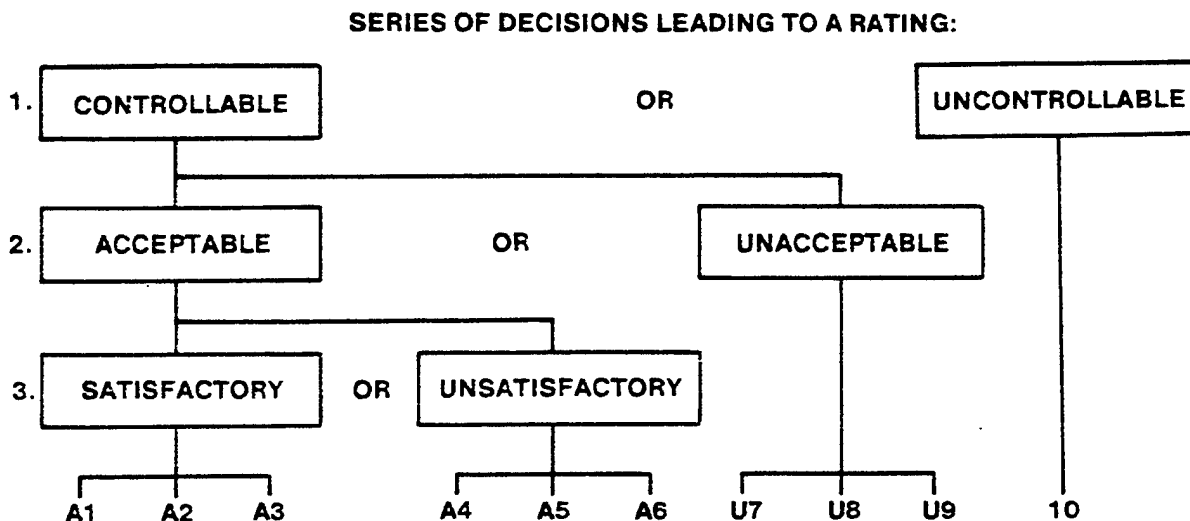 SERIES OF DECISIONS LEADING TO A RATING:
1. CONTROLLABLE OR UNCONTROLLABLE
2. ACCEPTABLE OR UNACCEPTABLE
3. SATISFACTORY OR UNSATISFACTORY
A1 A2 A3 A4 A5 A6 U7 U8 U9 10